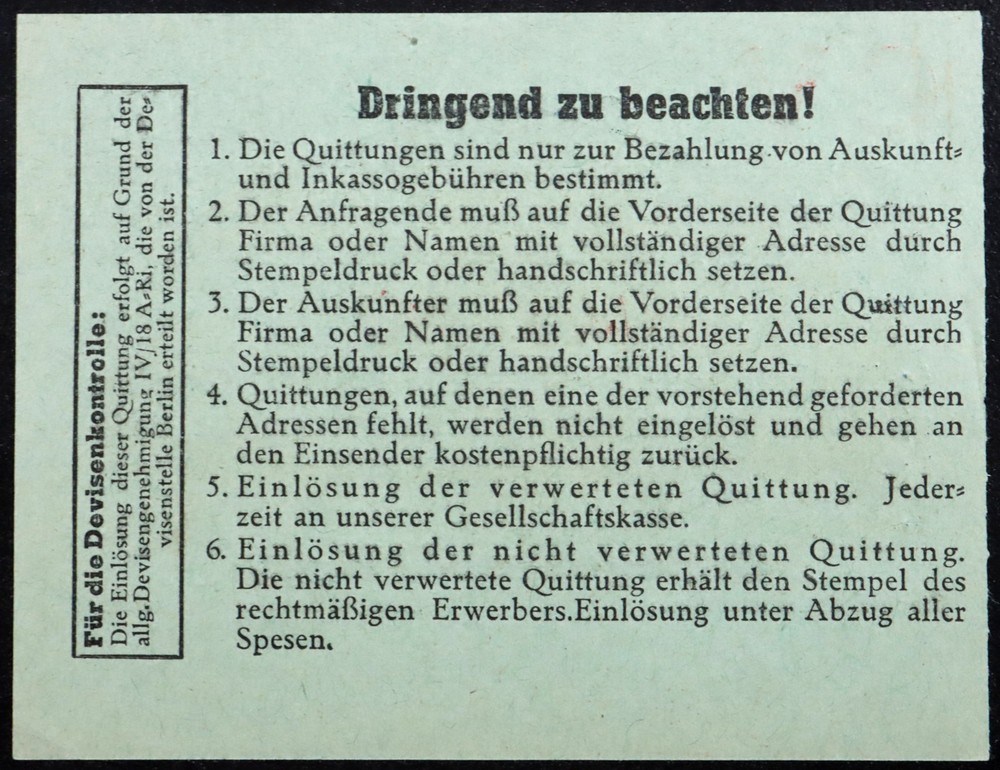 Für die Devisenkontrolle:
Die Einlösung dieser Quittung erfolgt auf Grund der
allg.Devisengenehmigung IV/18 A=Ri, die von der De=
visenstelle Berlin erteilt worden ist.
Dringend zu beachten!
1. Die Quittungen sind nur zur Bezahlung von Auskunft=
und Inkassogebühren bestimmt.
2. Der Anfragende muß auf die Vorderseite der Quittung
Firma oder Namen mit vollständiger Adresse durch
Stempeldruck oder handschriftlich setzen.
3. Der Auskunfter muß auf die Vorderseite der Quittung
Firma oder Namen mit vollständiger Adresse durch
Stempeldruck oder handschriftlich setzen.
4. Quittungen, auf denen eine der vorstehend geforderten
Adressen fehlt, werden nicht eingelöst und gehen an
den Einsender kostenpflichtig zurück.
5. Einlösung der verwerteten Quittung. Jeder=
zeit an unserer Gesellschaftskasse.
6. Einlösung der nicht verwerteten Quittung.
Die nicht verwertete Quittung erhält den Stempel des
rechtmäßigen Erwerbers.Einlösung unter Abzug aller
Spesen.